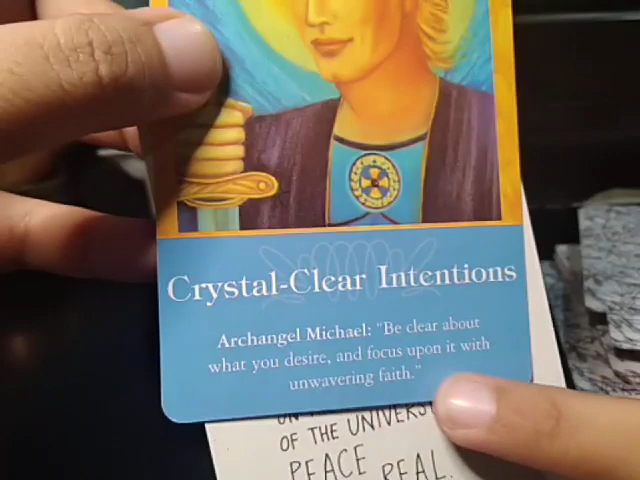 Crystal-Clear Intentions
Archangel Michael: "Be clear about
what you desire, and focus upon it with
unwavering faith."
ON
OF THE UNIVERS
PEACE REAL.